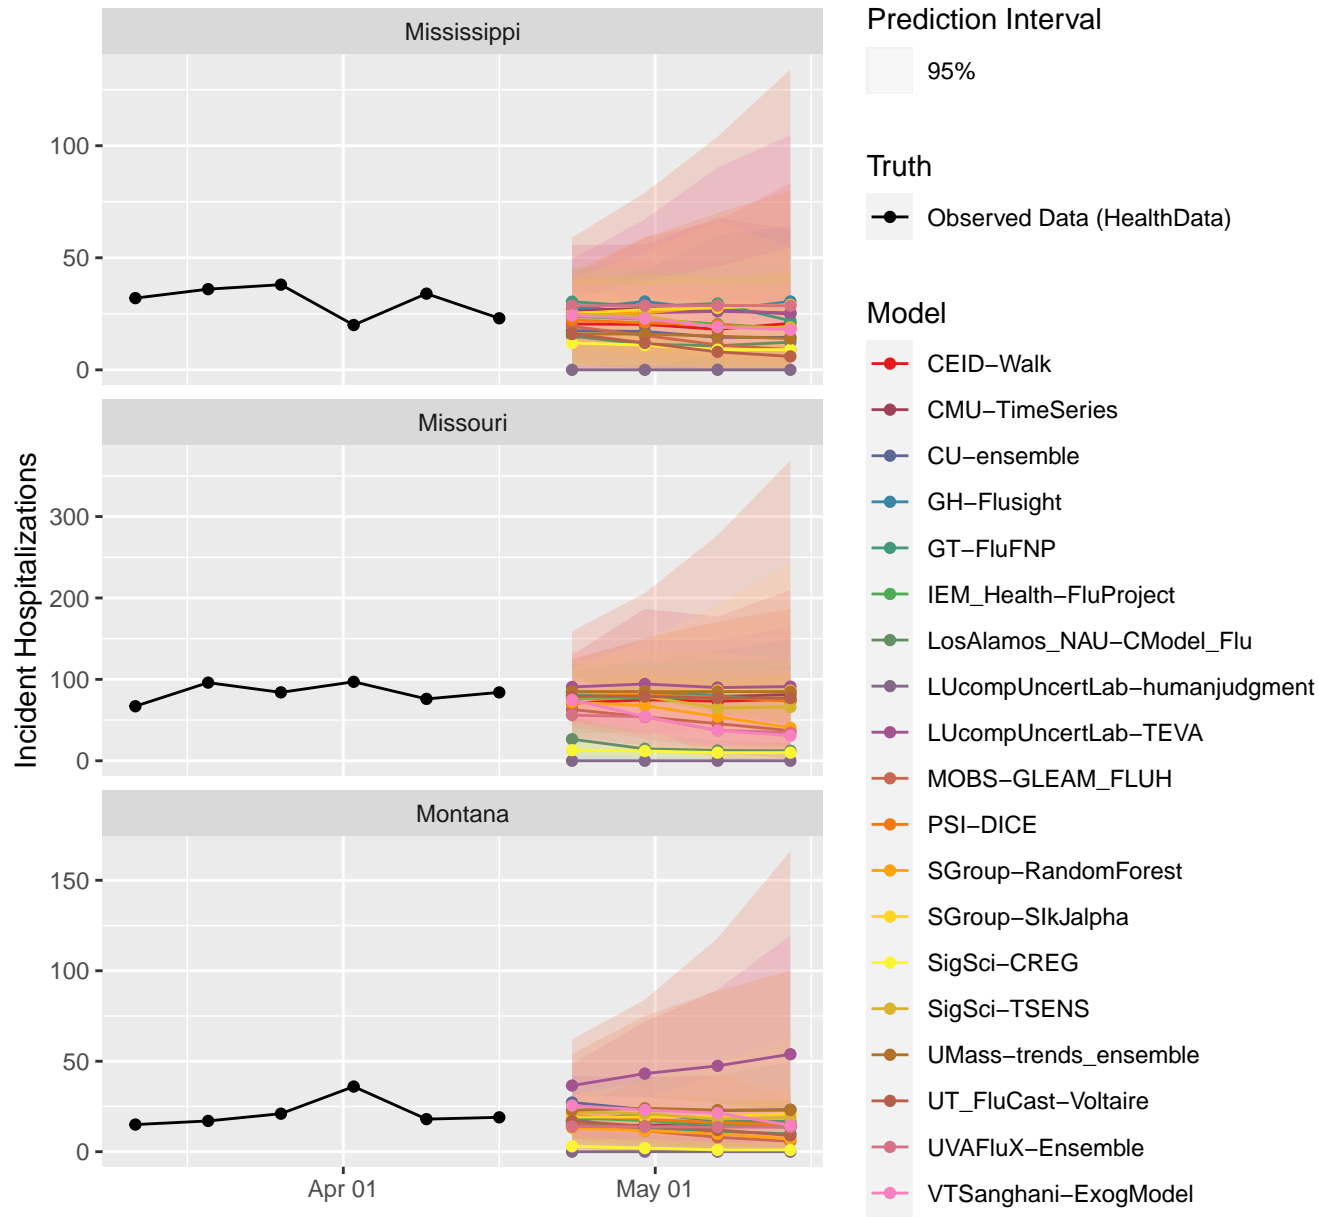 Mississippi
100
50
0
Missouri
300
200
100
0
Montana
150
100
50
0
Apr 01
May 01
Incident Hospitalizations
Prediction Interval
95%
Truth
Observed Data (HealthData)
Model
CEID−Walk
CMU−TimeSeries
CU−ensemble
GH−Flusight
GT−FluFNP
IEM_Health−FluProject
LosAlamos_NAU−CModel_Flu
LUcompUncertLab−humanjudgment
LUcompUncertLab−TEVA
MOBS−GLEAM_FLUH
PSI−DICE
SGroup−RandomForest
SGroup−SIkJalpha
SigSci−CREG
SigSci−TSENS
UMass−trends_ensemble
UT_FluCast−Voltaire
UVAFluX−Ensemble
VTSanghani−ExogModel